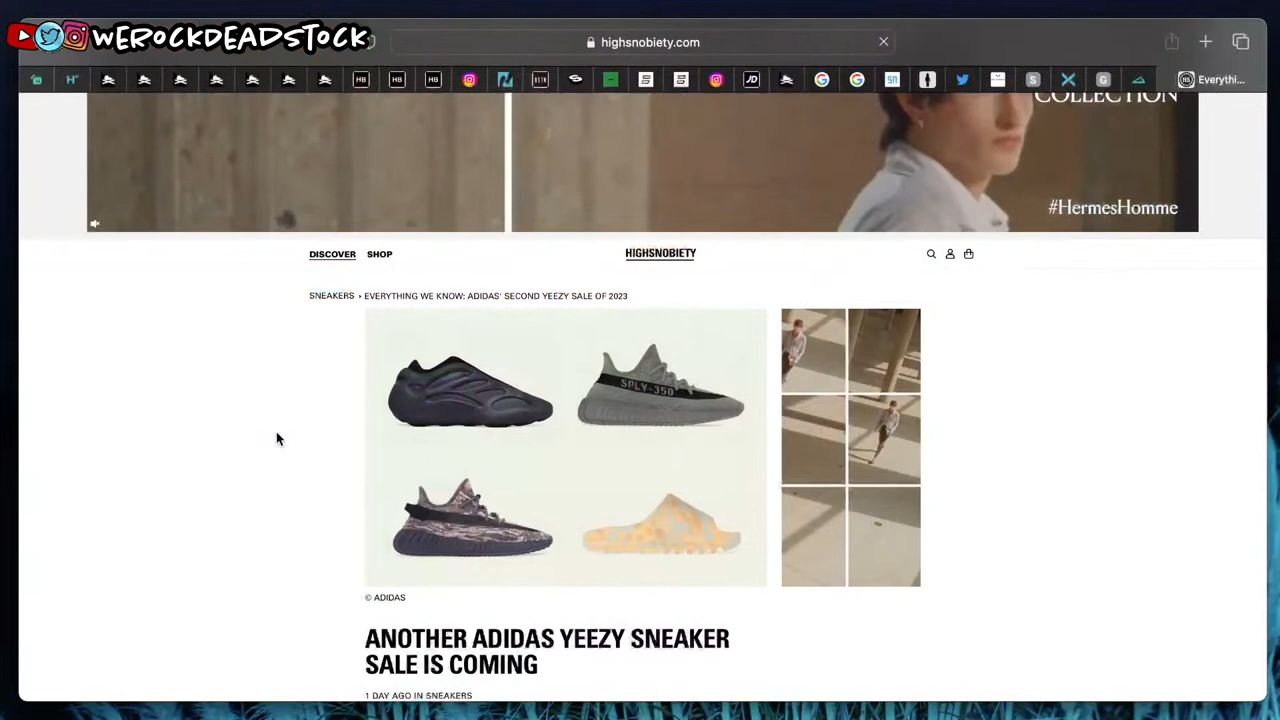 WEROCKDEADSTOCK
highsnobiety.com
Everythi...
COLLECTION
#HermesHomme
DISCOVER SHOP HIGHSNOBIETY
SNEAKERS › EVERYTHING WE KNOW: ADIDAS' SECOND YEEZY SALE OF 2023
SPLY-350
© ADIDAS
ANOTHER ADIDAS YEEZY SNEAKER
SALE IS COMING
1 DAY AGO IN SNEAKERS